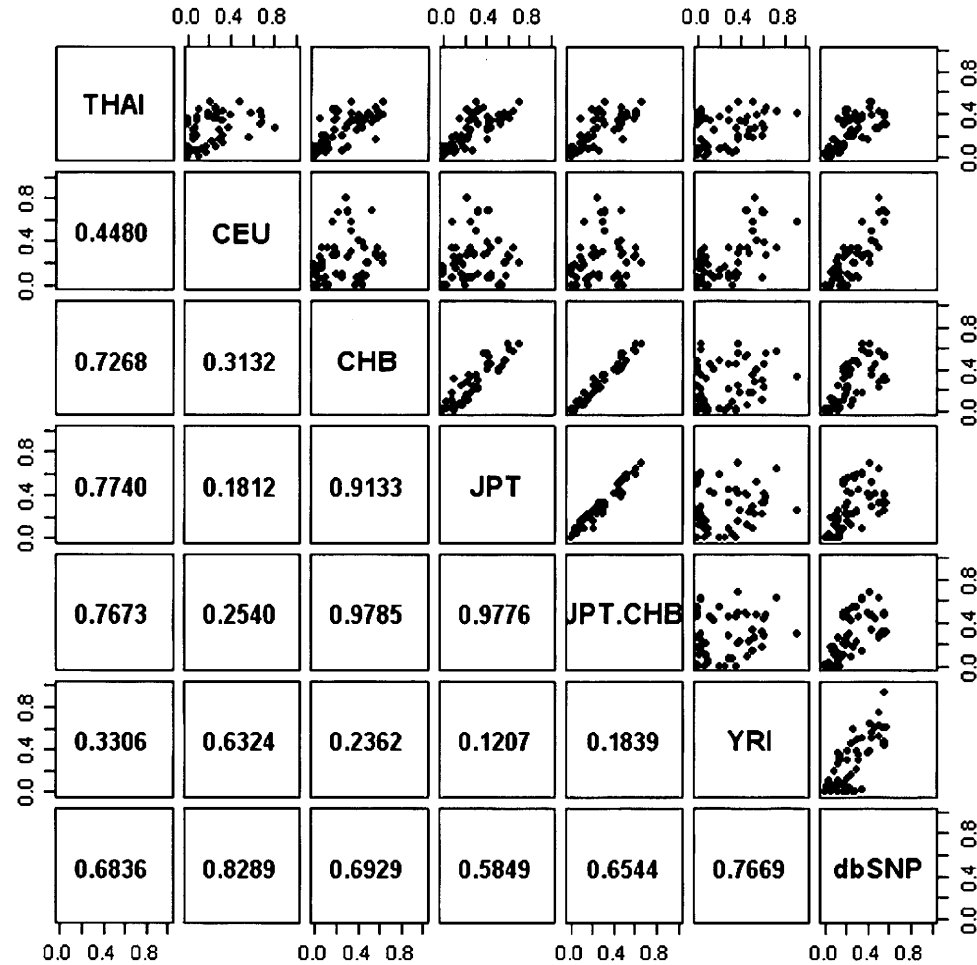 0.0 0.4 0.8 0.0 0.4 0.8 0.0 0.4 0.8
THAI
0.0 0.4 0.8
0.0 0.4 0.8
0.4480 CEU
0.7268 0.3132 CHB
0.0 0.4 0.8
0.0 0.4 0.8
0.7740 0.1812 0.9133 JPT
0.7673 0.2540 0.9785 0.9776 JPT.CHB
0.0 0.4 0.8
0.0 0.4 0.8
0.3306 0.6324 0.2362 0.1207 0.1839 YRI
0.6836 0.8289 0.6929 0.5849 0.6544 0.7669 dbSNP
0.0 0.4 0.8
0.0 0.4 0.8 0.0 0.4 0.8 0.0 0.4 0.8 0.0 0.4 0.8